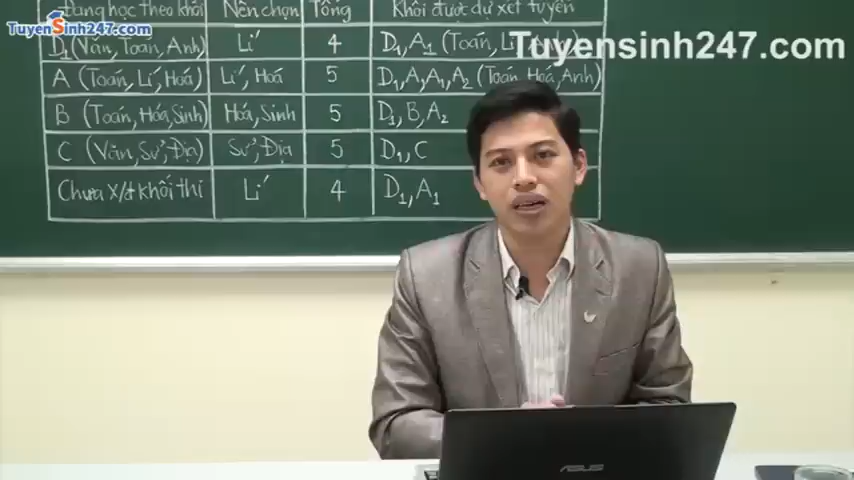 Đang học theo khối Nên chọn Tổng Khối được dự xét tuyển
TuyenSinh247.com
D₁(Văn, Toán, Anh) Lí 4 D₁, A₁ (Toán, Lí,
Tuyensinh247.com
A (Toán, Lí, Hoá) Lí, Hoá 5 D₁, A, A₁, A₂ (Toán, Hoá, Anh)
B (Toán, Hóa, Sinh) Hóa, Sinh 5 D₁, B, A₂
C (Văn, Sử, Địa) Sử, Địa 5 D₁, C
Chưa x/đ khối thi Lí 4 D₁, A₁
ASUS